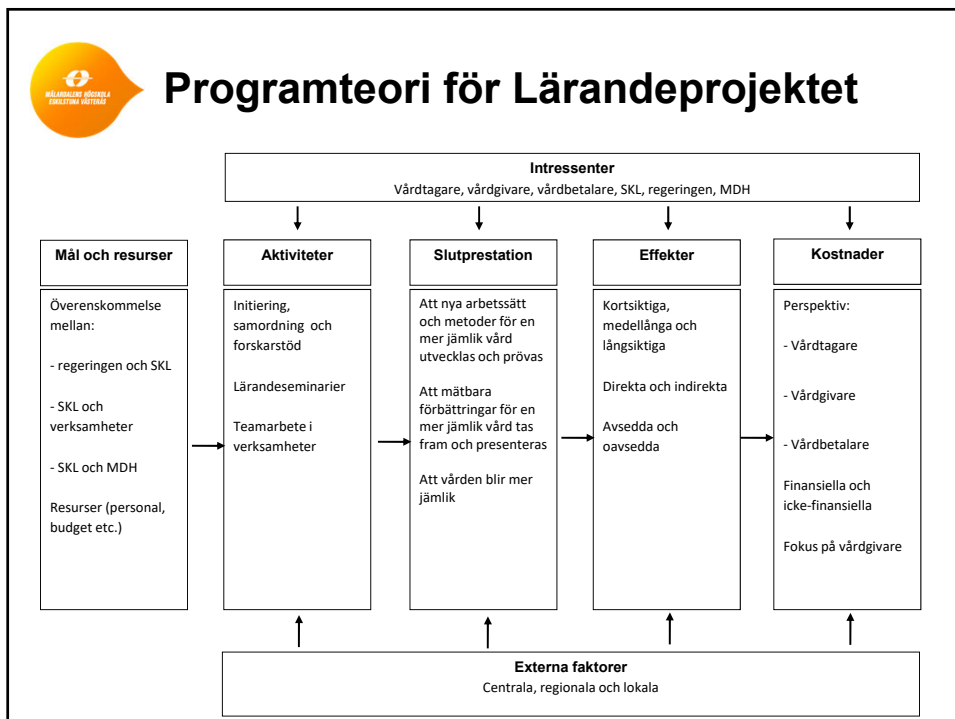 MÄLARDALENS HÖGSKOLA
ESKILSTUNA VÄSTERÅS
Programteori för Lärandeprojektet
Intressenter
Vårdtagare, vårdgivare, vårdbetalare, SKL, regeringen, MDH
Mål och resurser
Överenskommelse
mellan:
- regeringen och SKL
- SKL och
verksamheter
- SKL och MDH
Resurser (personal,
budget etc.)
Aktiviteter
Initiering,
samordning och
forskarstöd
Lärandeseminarier
Teamarbete i
verksamheter
Slutprestation
Att nya arbetssätt
och metoder för en
mer jämlik vård
utvecklas och prövas
Att mätbara
förbättringar för en
mer jämlik vård tas
fram och presenteras
Att vården blir mer
jämlik
Effekter
Kortsiktiga,
medellånga och
långsiktiga
Direkta och indirekta
Avsedda och
oavsedda
Kostnader
Perspektiv:
- Vårdtagare
- Vårdgivare
- Vårdbetalare
Finansiella och
icke-finansiella
Fokus på vårdgivare
Externa faktorer
Centrala, regionala och lokala